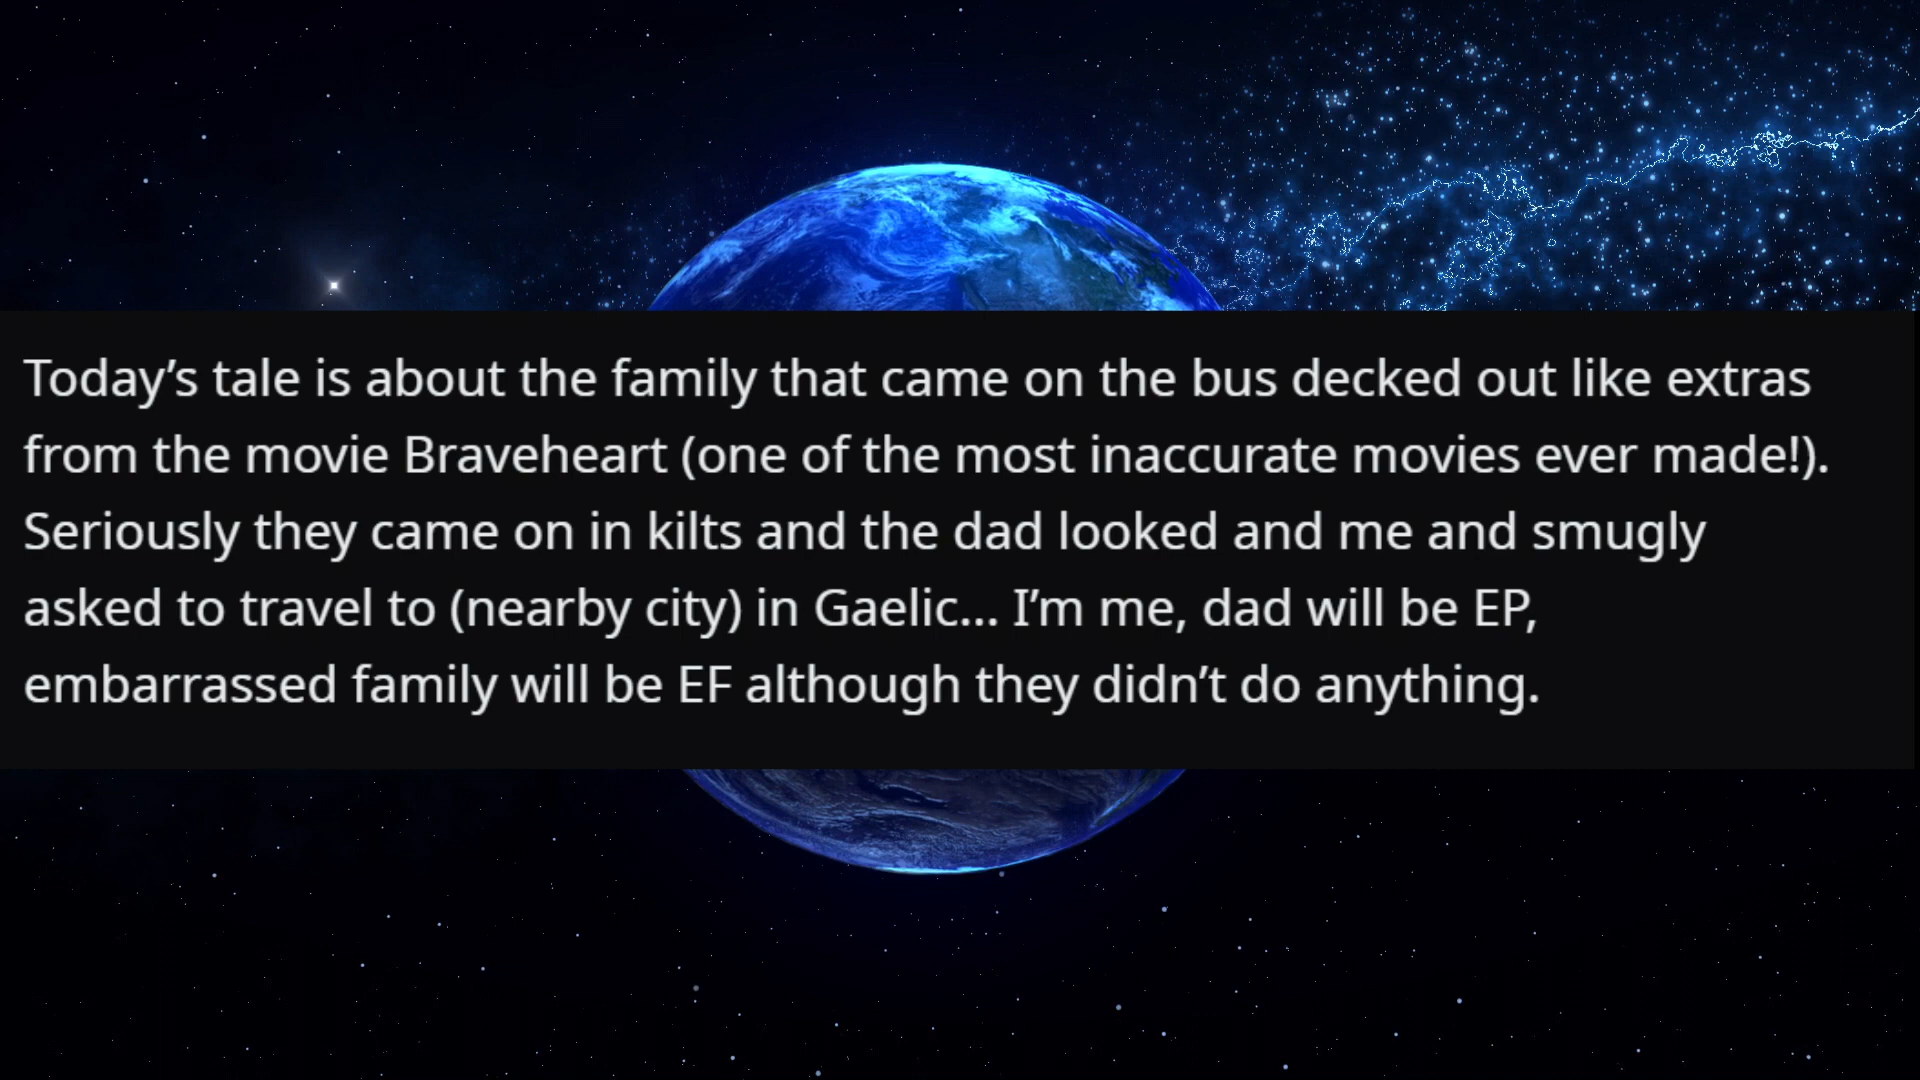 Today’s tale is about the family that came on the bus decked out like extras
from the movie Braveheart (one of the most inaccurate movies ever made!).
Seriously they came on in kilts and the dad looked and me and smugly
asked to travel to (nearby city) in Gaelic... I’m me, dad will be EP,
embarrassed family will be EF although they didn’t do anything.